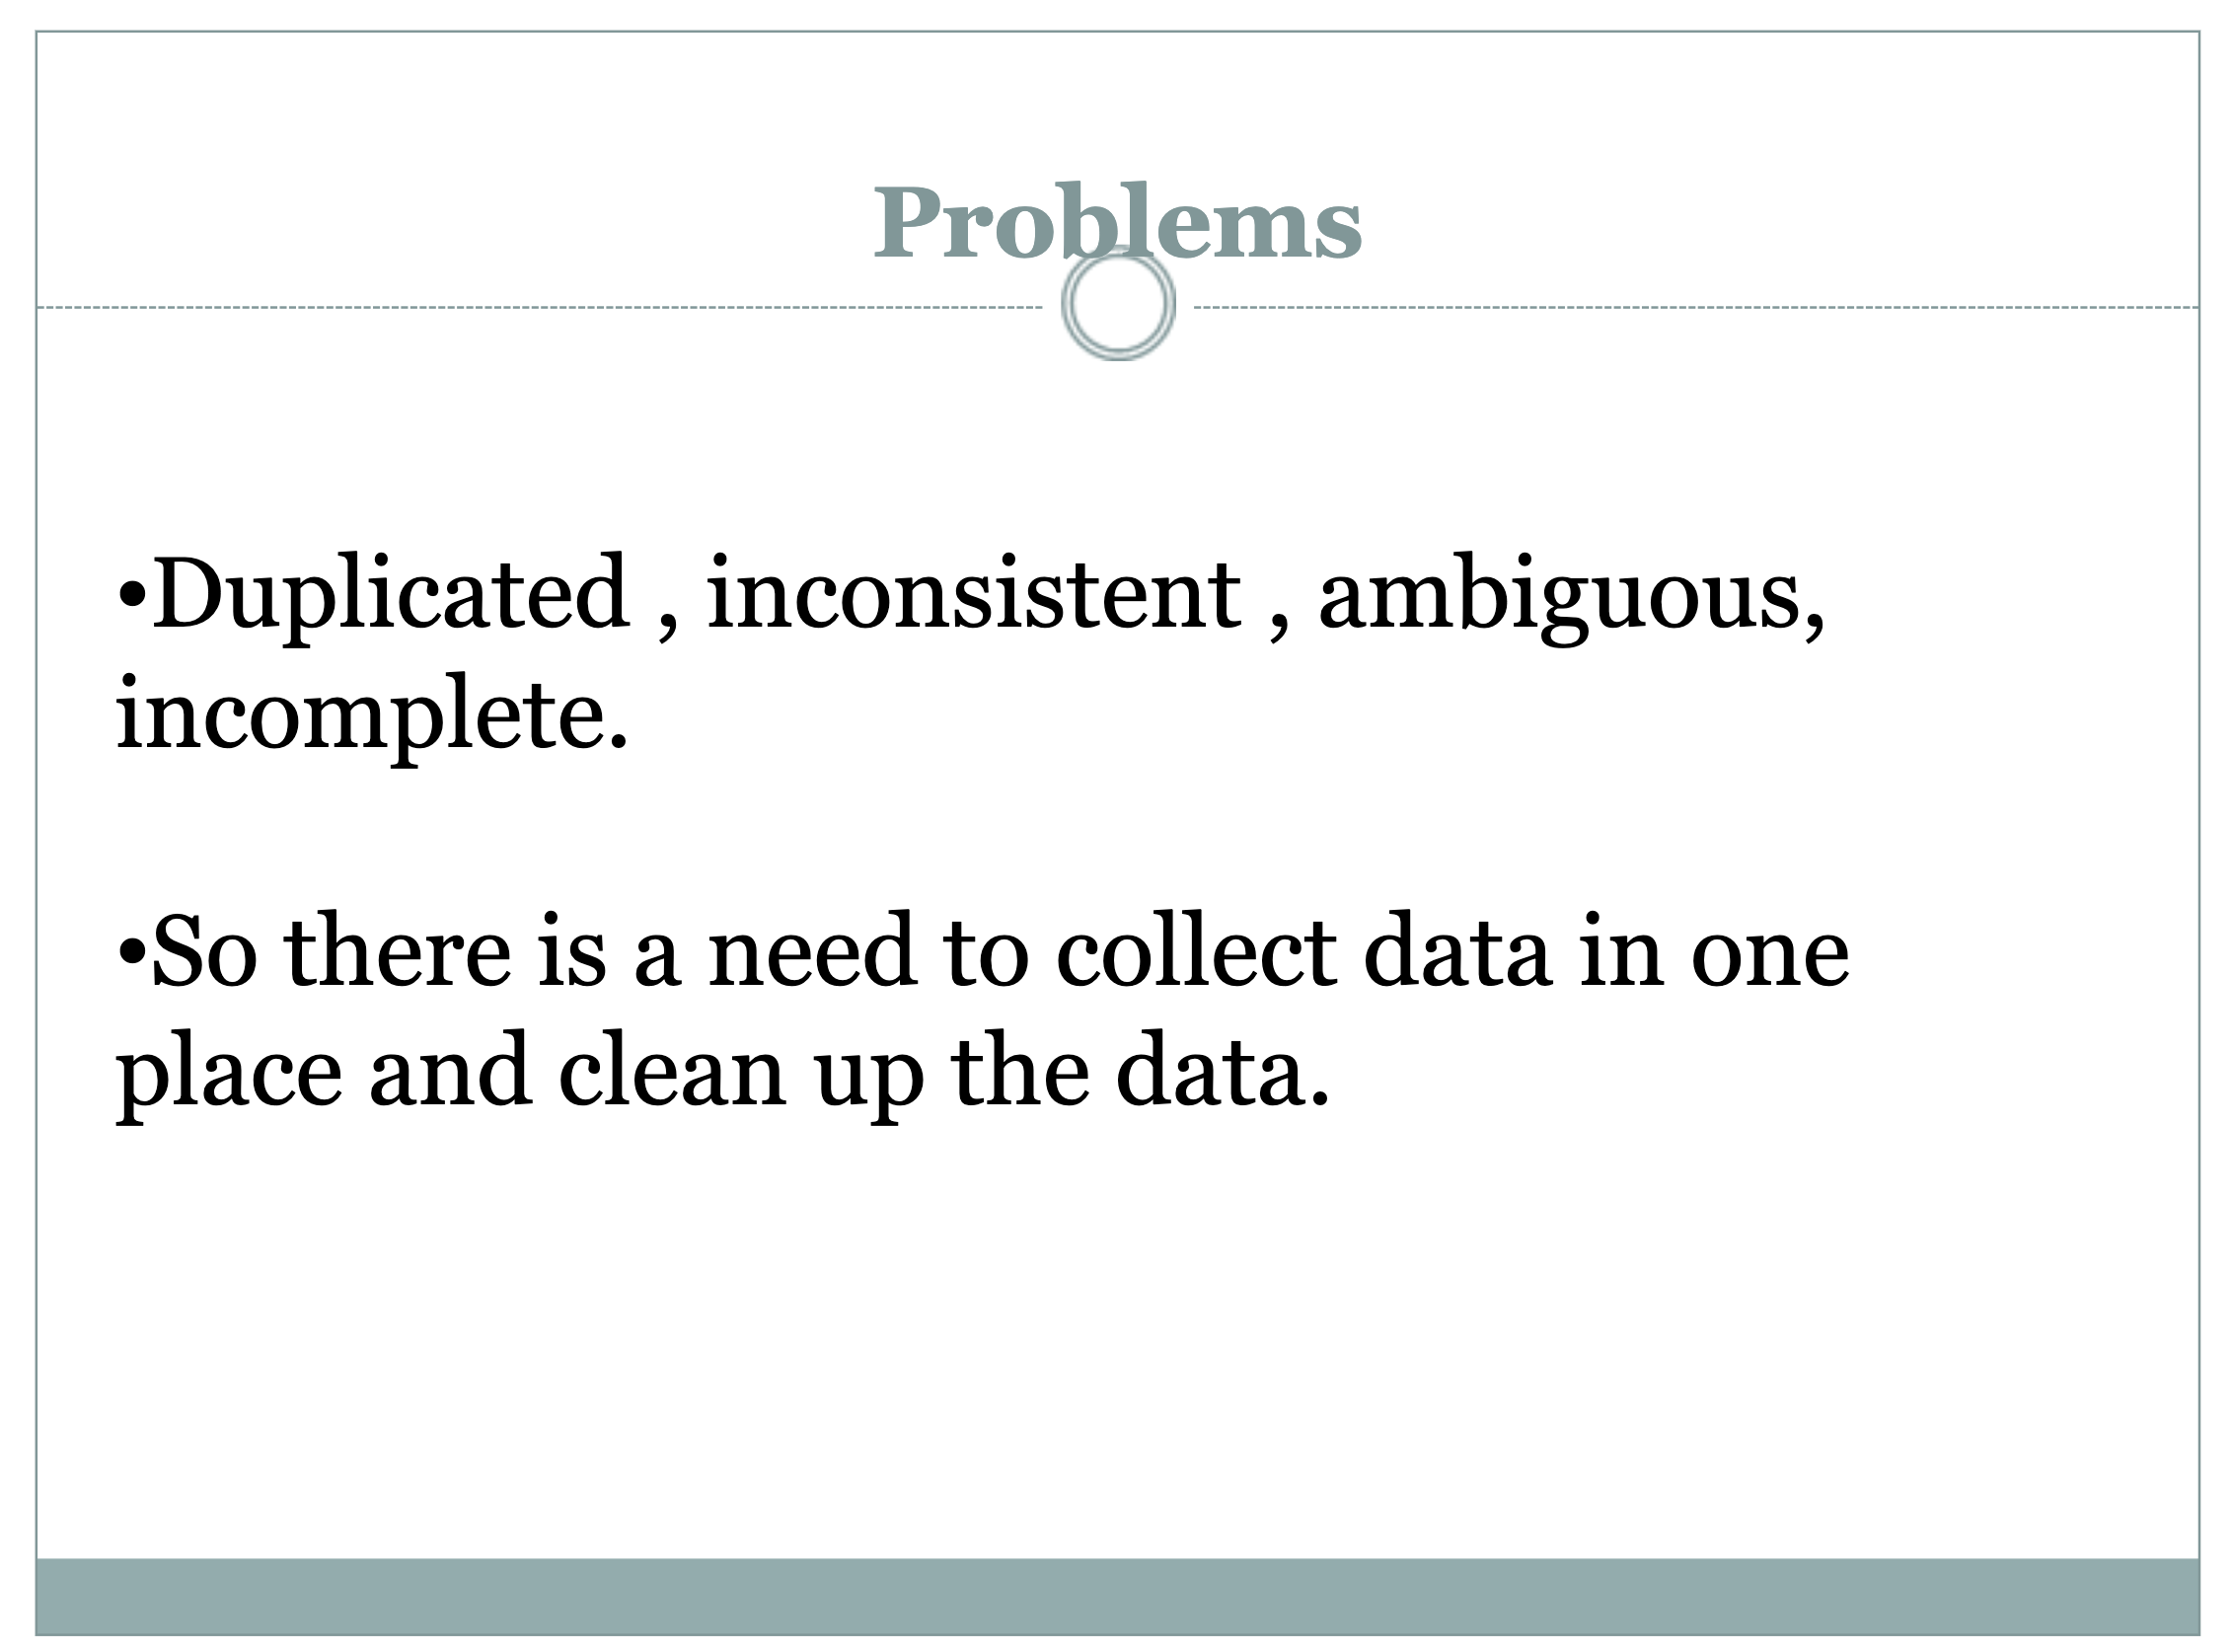 Problems
•Duplicated , inconsistent , ambiguous,
incomplete.
•So there is a need to collect data in one
place and clean up the data.